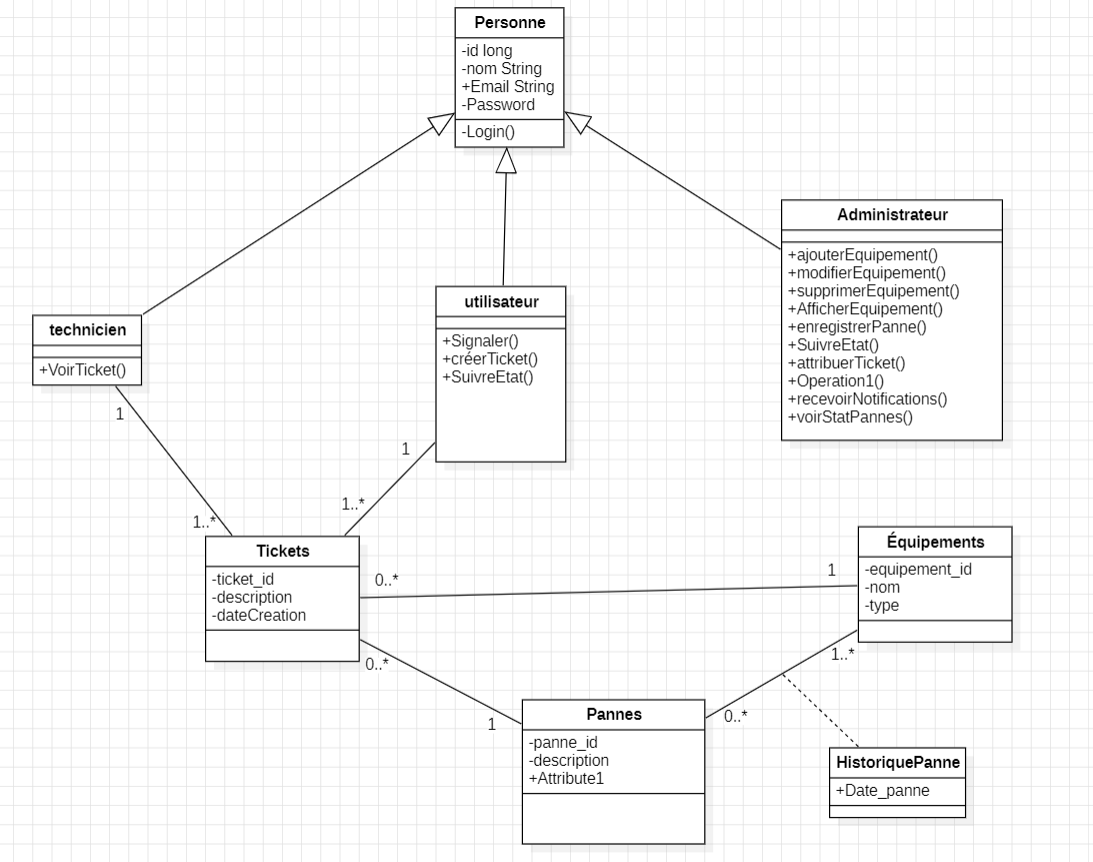 Personne
-id long
-nom String
+Email String
-Password
-Login()
Administrateur
+ajouterEquipement()
+modifierEquipement()
+supprimerEquipement()
+AfficherEquipement()
+enregistrerPanne()
+SuivreEtat()
+attribuerTicket()
+Operation1()
+recevoirNotifications()
+voirStatPannes()
utilisateur
+Signaler()
+créerTicket()
+SuivreEtat()
technicien
+VoirTicket()
1
1
1..*
1..*
Tickets
-ticket_id
-description
-dateCreation
0..*
1
Équipements
-equipement_id
-nom
-type
0..*
1
1..*
0..*
Pannes
-panne_id
-description
+Attribute1
HistoriquePanne
+Date_panne